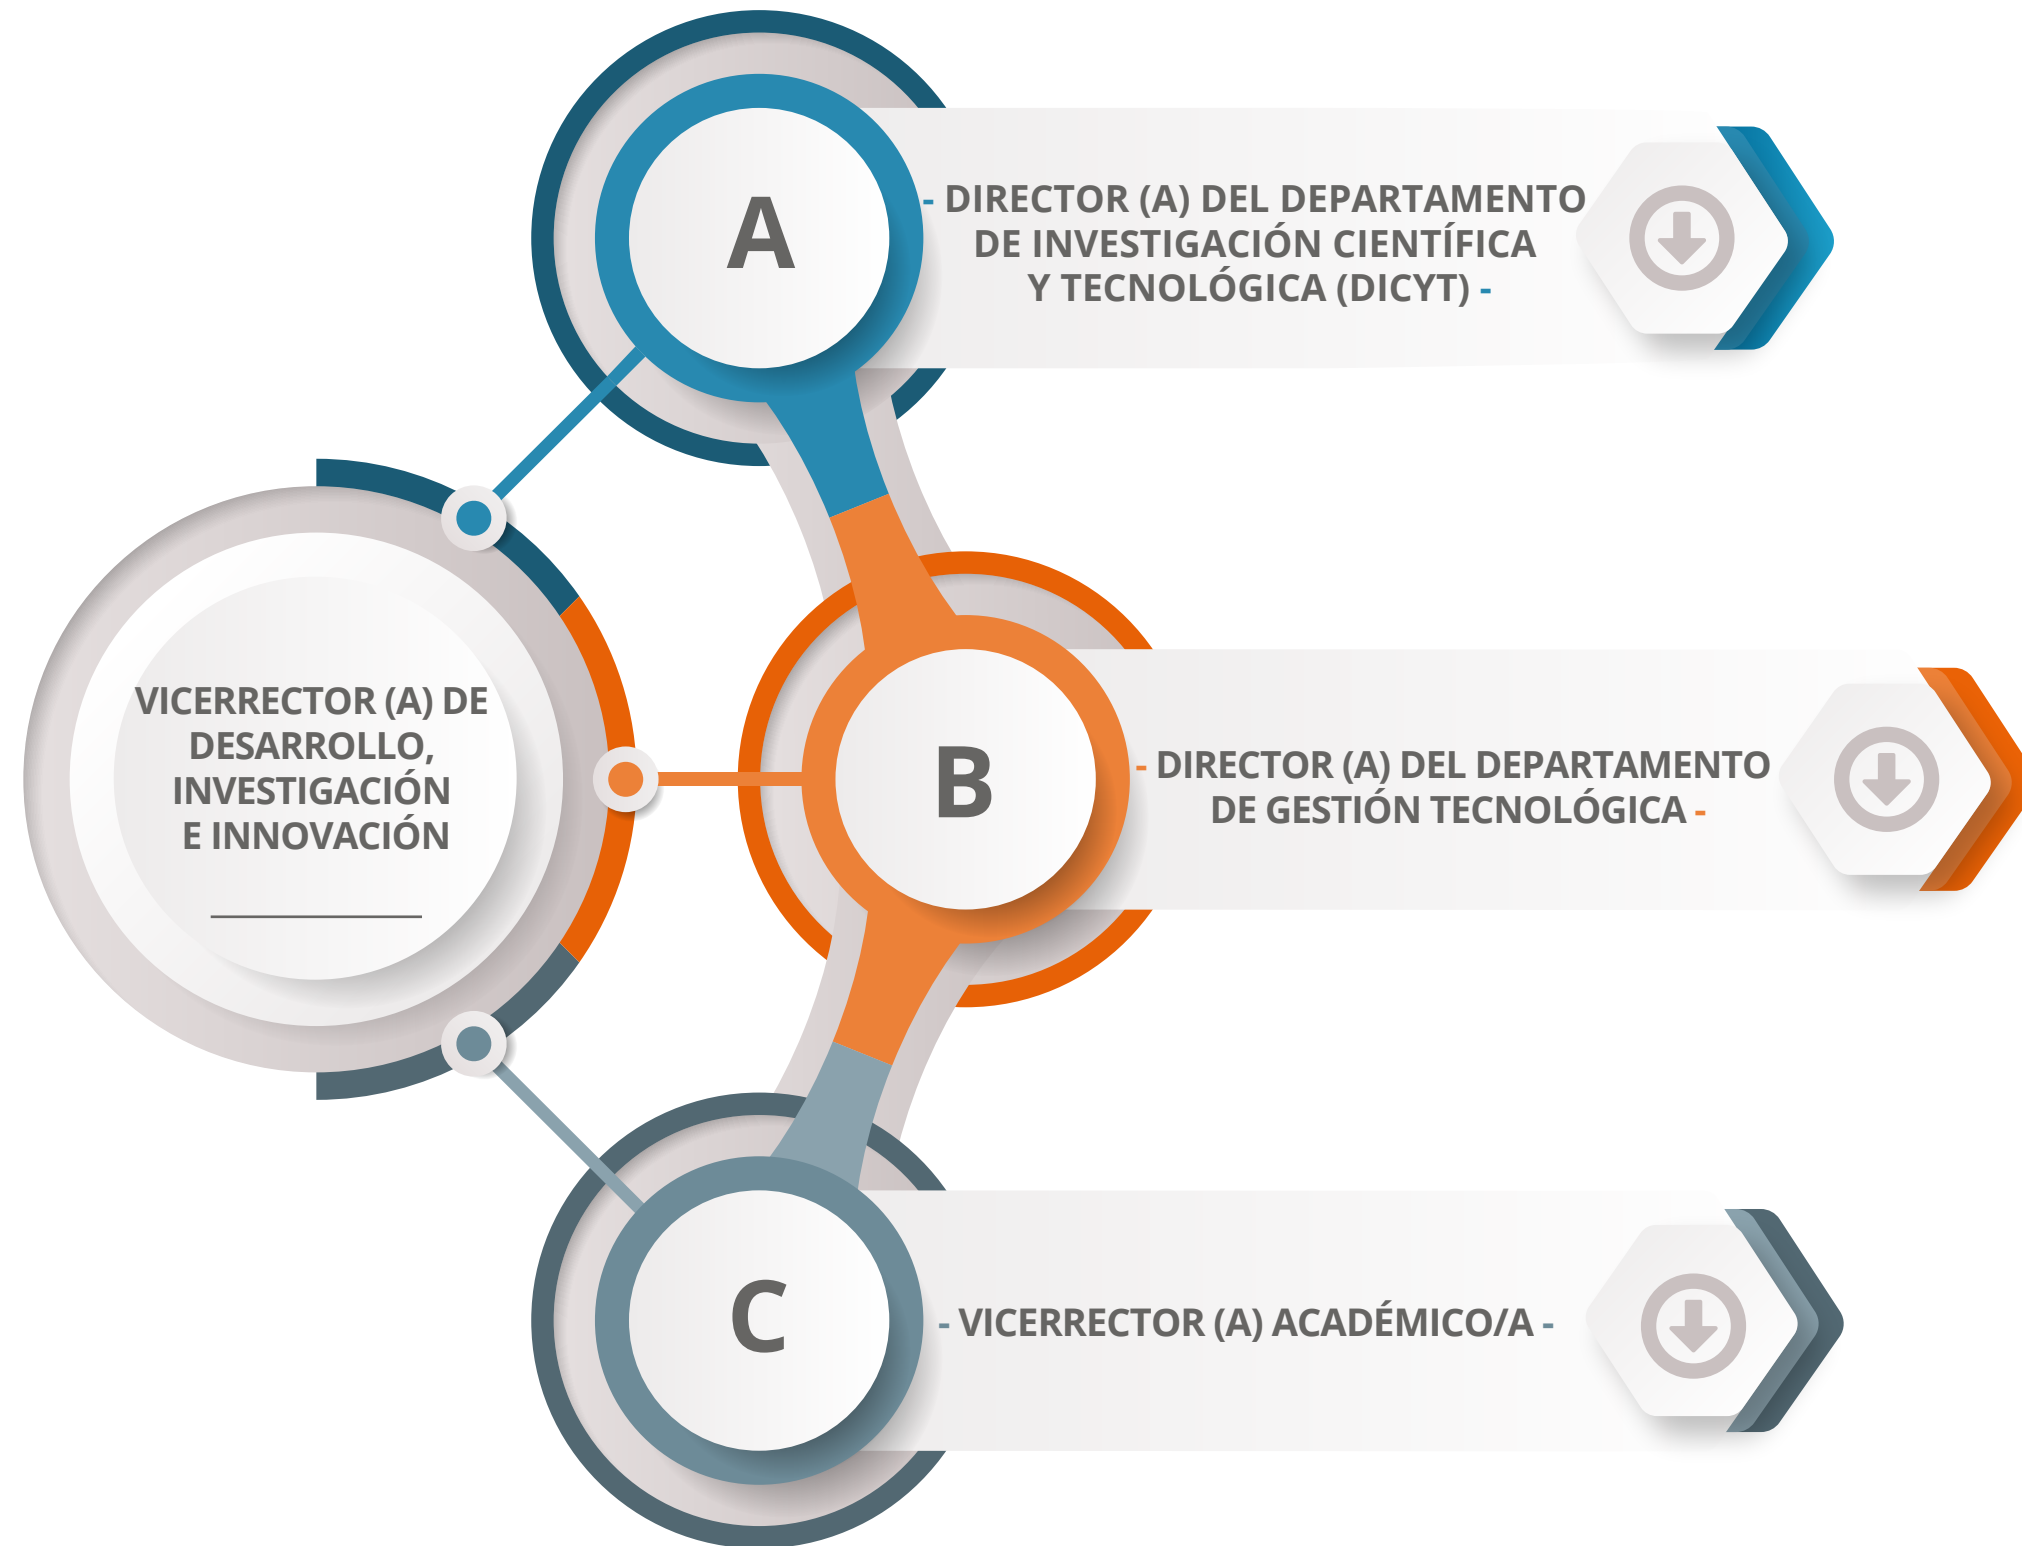 A
- DIRECTOR (A) DEL DEPARTAMENTO
DE INVESTIGACIÓN CIENTÍFICA
Y TECNOLÓGICA (DICYT) -
VICERRECTOR (A) DE
DESARROLLO,
INVESTIGACIÓN
E INNOVACIÓN
B
- DIRECTOR (A) DEL DEPARTAMENTO
DE GESTIÓN TECNOLÓGICA -
C
- VICERRECTOR (A) ACADÉMICO/A -